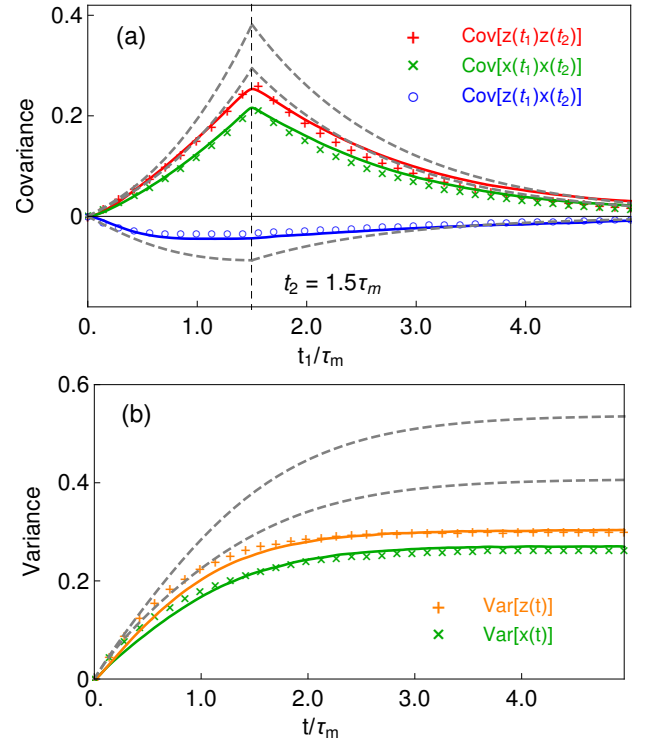 (a)
Cov[z(t₁)z(t₂)]
Cov[x(t₁)x(t₂)]
Cov[z(t₁)x(t₂)]
Covariance
0.4
0.2
0
t₂ = 1.5τₘ
0. 1.0 2.0 3.0 4.0
t₁/τₘ
(b)
Variance
0.6
0.4
0.2
0.
Var[z(t)]
Var[x(t)]
0. 1.0 2.0 3.0 4.0
t/τₘ